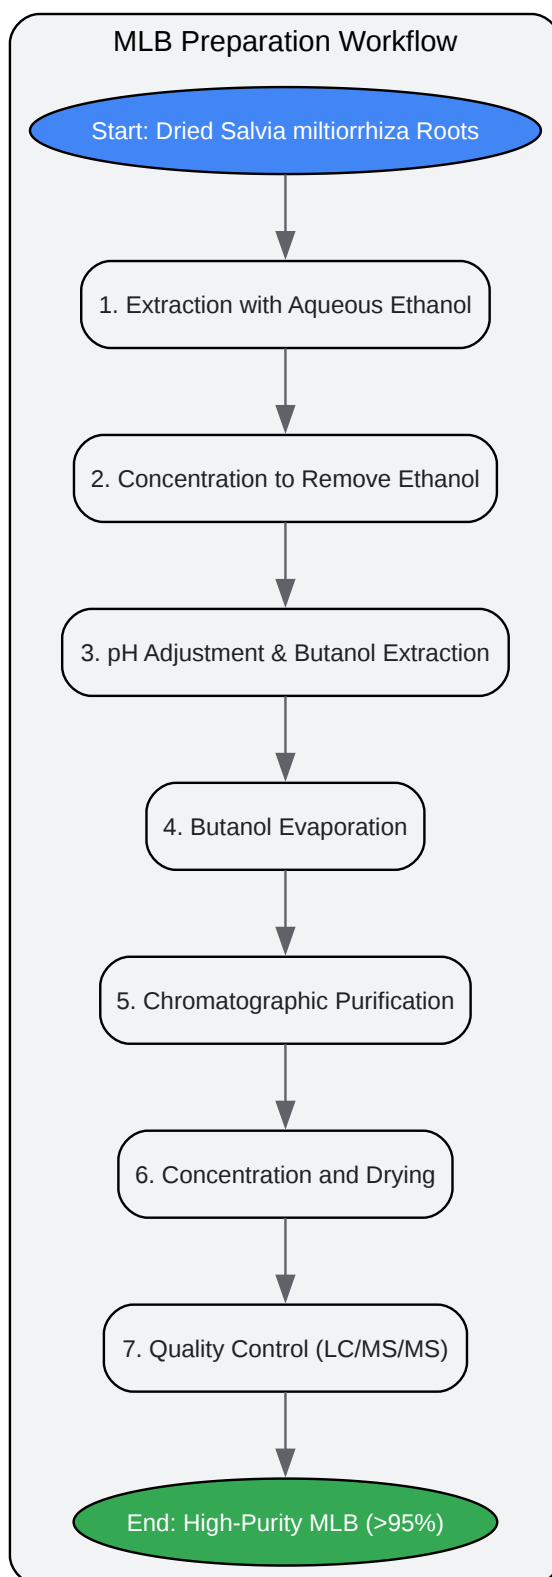 MLB Preparation Workflow
Start: Dried Salvia miltiorrhiza Roots
1. Extraction with Aqueous Ethanol
2. Concentration to Remove Ethanol
3. pH Adjustment & Butanol Extraction
4. Butanol Evaporation
5. Chromatographic Purification
6. Concentration and Drying
7. Quality Control (LC/MS/MS)
End: High-Purity MLB (>95%)